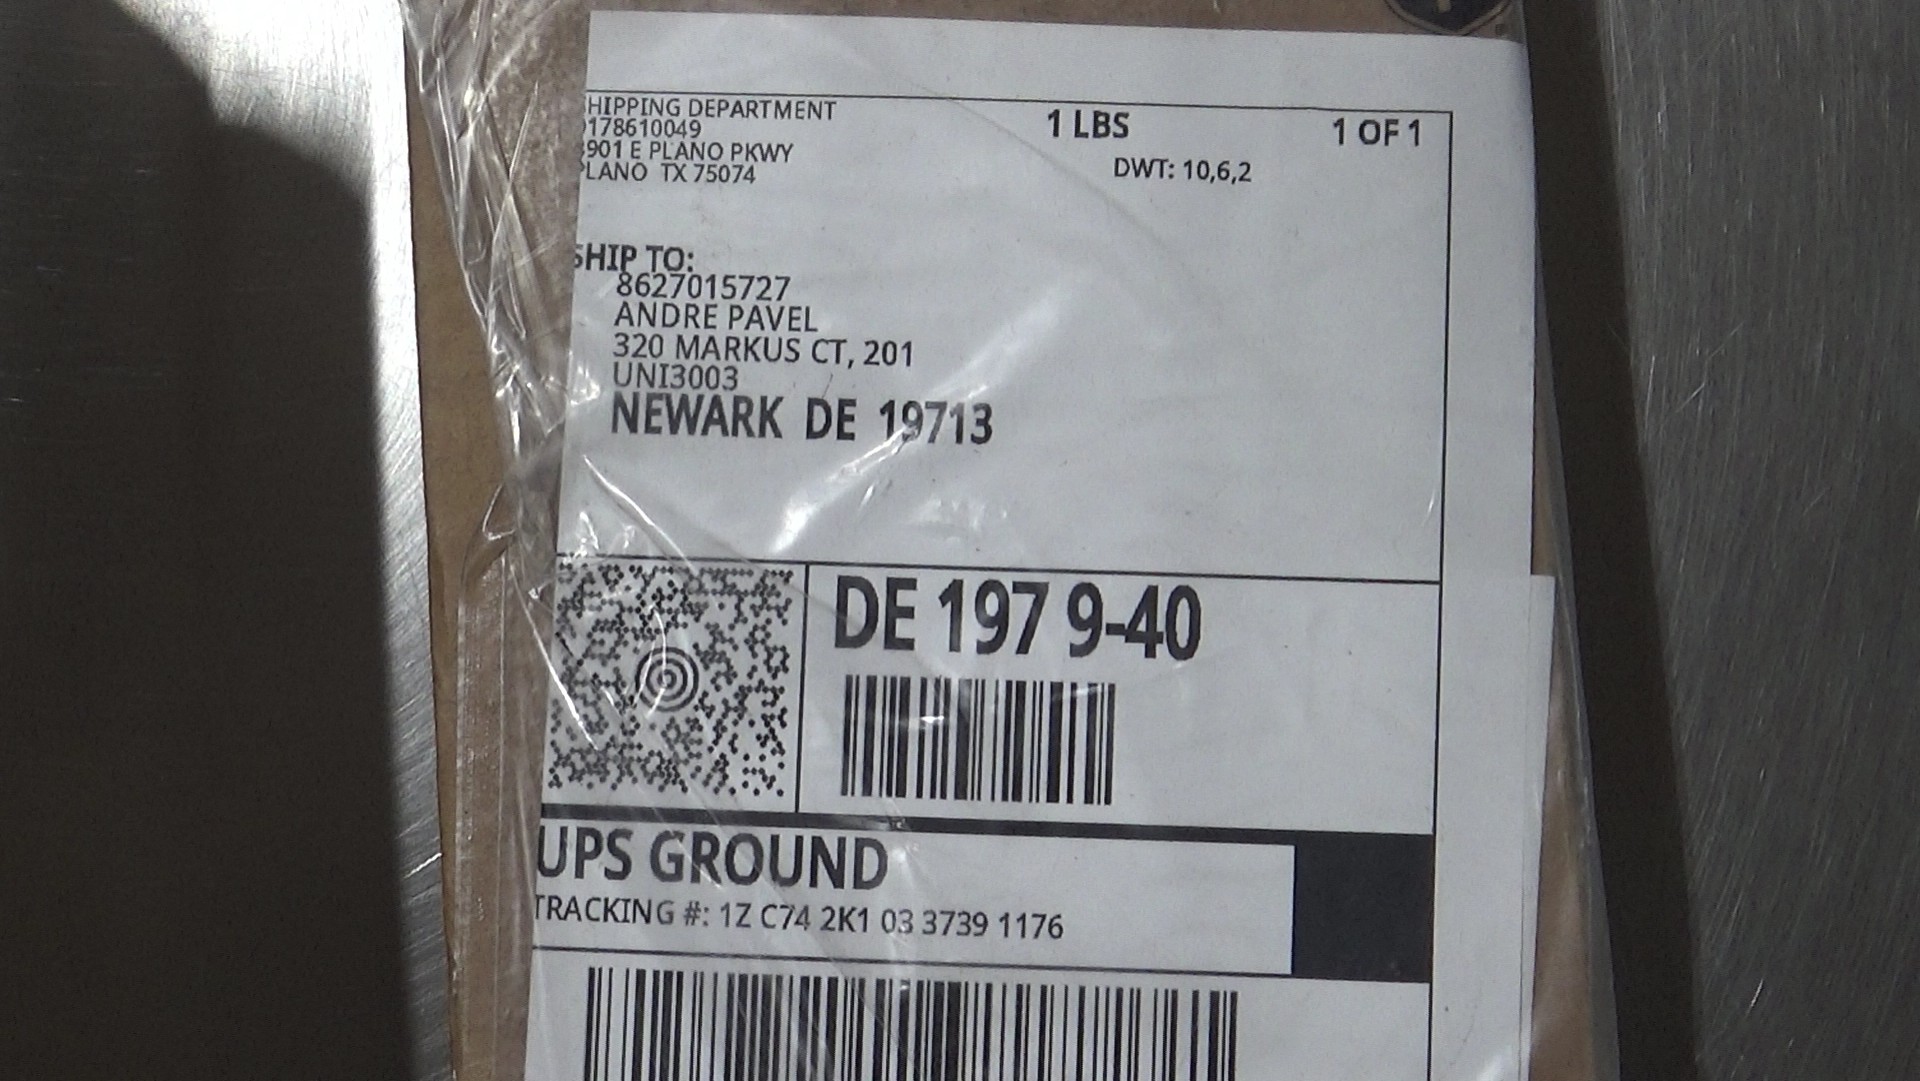 SHIPPING DEPARTMENT
178610049
901 E PLANO PKWY
PLANO TX 75074
1 LBS
1 OF 1
DWT: 10,6,2
SHIP TO:
8627015727
ANDRE PAVEL
320 MARKUS CT, 201
UNI3003
NEWARK DE 19713
DE 197 9-40
UPS GROUND
TRACKING #: 1Z C74 2K1 03 3739 1176